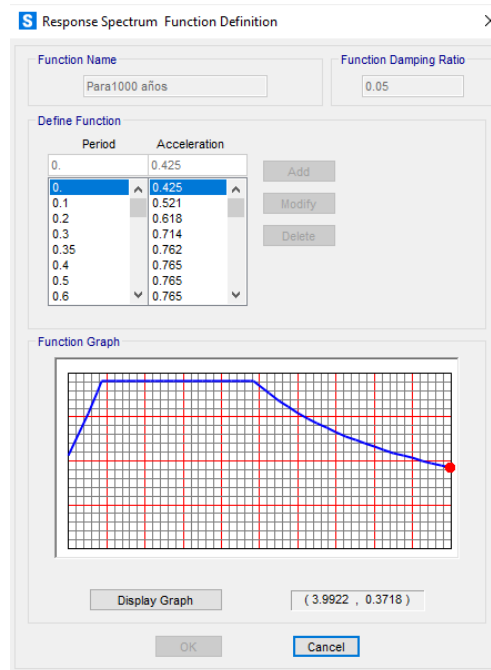 S Response Spectrum Function Definition
Function Name
Function Damping Ratio
Para1000 años
0.05
Define Function
Period Acceleration
0. 0.425
Add
0. 0.425
0.1 0.521
Modify
0.2 0.618
0.3 0.714
Delete
0.35 0.762
0.4 0.765
0.5 0.765
0.6 0.765
Function Graph
Display Graph
( 3.9922 , 0.3718 )
OK
Cancel